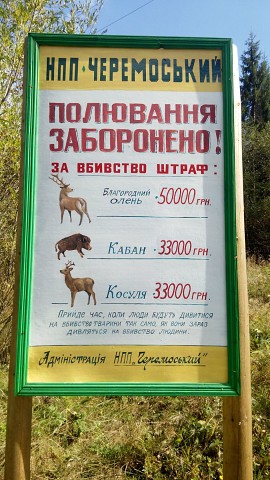 НПП · ЧЕРЕМОСЬКИЙ
ПОЛЮВАННЯ
ЗАБОРОНЕНО!
ЗА ВБИВСТВО ШТРАФ:
БЛАГОРОДНИЙ
ОЛЕНЬ - 50000 ГРН.
КАБАН - 33000 ГРН.
КОСУЛЯ - 33000 ГРН.
ПРИЙДЕ ЧАС, КОЛИ ЛЮДИ БУДУТЬ ДИВИТИСЯ
НА ВБИВСТВО ТВАРИНИ ТАК САМО, ЯК ВОНИ ЗАРАЗ
ДИВЛЯТЬСЯ НА ВБИВСТВО ЛЮДИНИ.
Адміністрація НПП „Черемоський"